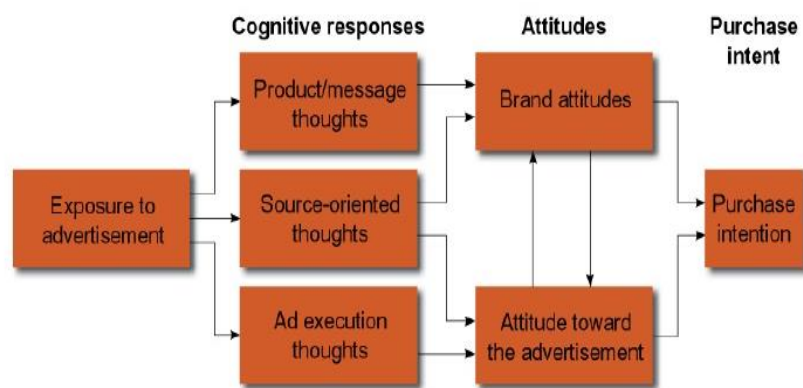 Cognitive responses
Attitudes
Purchase
intent
Product/message
thoughts
Brand attitudes
Exposure to
advertisement
Source-oriented
thoughts
Purchase
intention
Ad execution
thoughts
Attitude toward
the advertisement